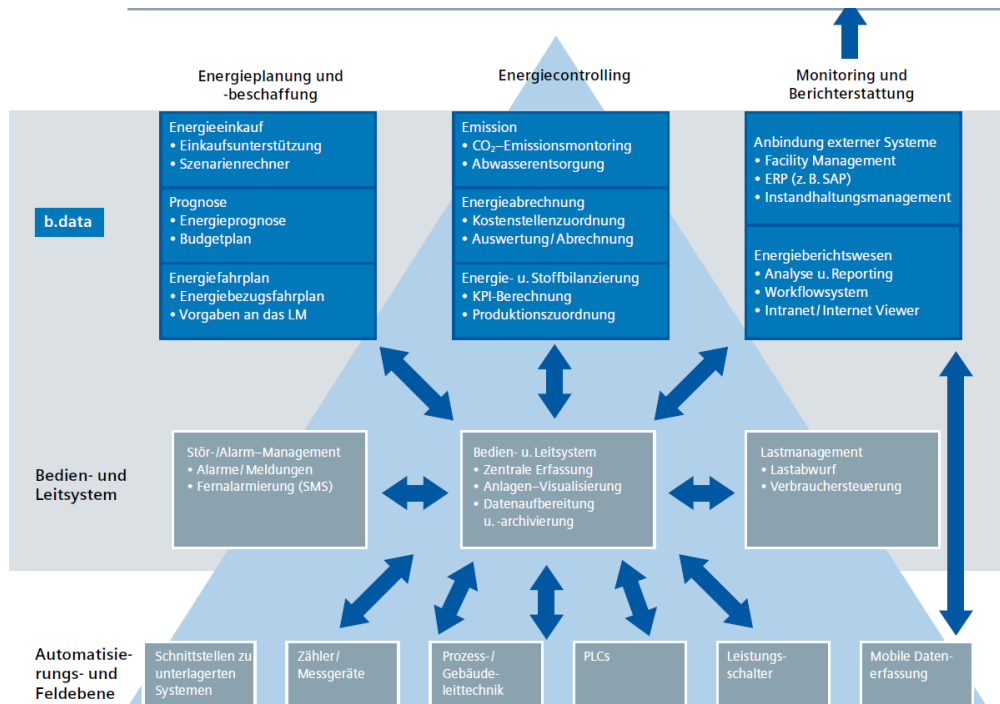 Energieplanung und
-beschaffung
Energiecontrolling
Monitoring und
Berichterstattung
b.data
Energieeinkauf
• Einkaufsunterstützung
• Szenarienrechner
Prognose
• Energieprognose
• Budgetplan
Energiefahrplan
• Energiebezugsfahrplan
• Vorgaben an das LM
Emission
• CO₂–Emissionsmontoring
• Abwasserentsorgung
Energieabrechnung
• Kostenstellenzuordnung
• Auswertung/Abrechnung
Energie- u. Stoffbilanzierung
• KPI-Berechnung
• Produktionszuordnung
Anbindung externer Systeme
• Facility Management
• ERP (z. B. SAP)
• Instandhaltungsmanagement
Energieberichtswesen
• Analyse u. Reporting
• Workflowsystem
• Intranet/Internet Viewer
Bedien- und
Leitsystem
Stör-/Alarm–Management
• Alarme/Meldungen
• Fernalarmierung (SMS)
Bedien- u. Leitsystem
• Zentrale Erfassung
• Anlagen–Visualisierung
• Datenaufbereitung
u. -archivierung
Lastmanagement
• Lastabwurf
• Verbrauchersteuerung
Automatisie-
rungs- und
Feldebene
Schnittstellen zu
unterlagerten
Systemen
Zähler/
Messgeräte
Prozess-/
Gebäude-
leittechnik
PLCs
Leistungs-
schalter
Mobile Daten-
erfassung